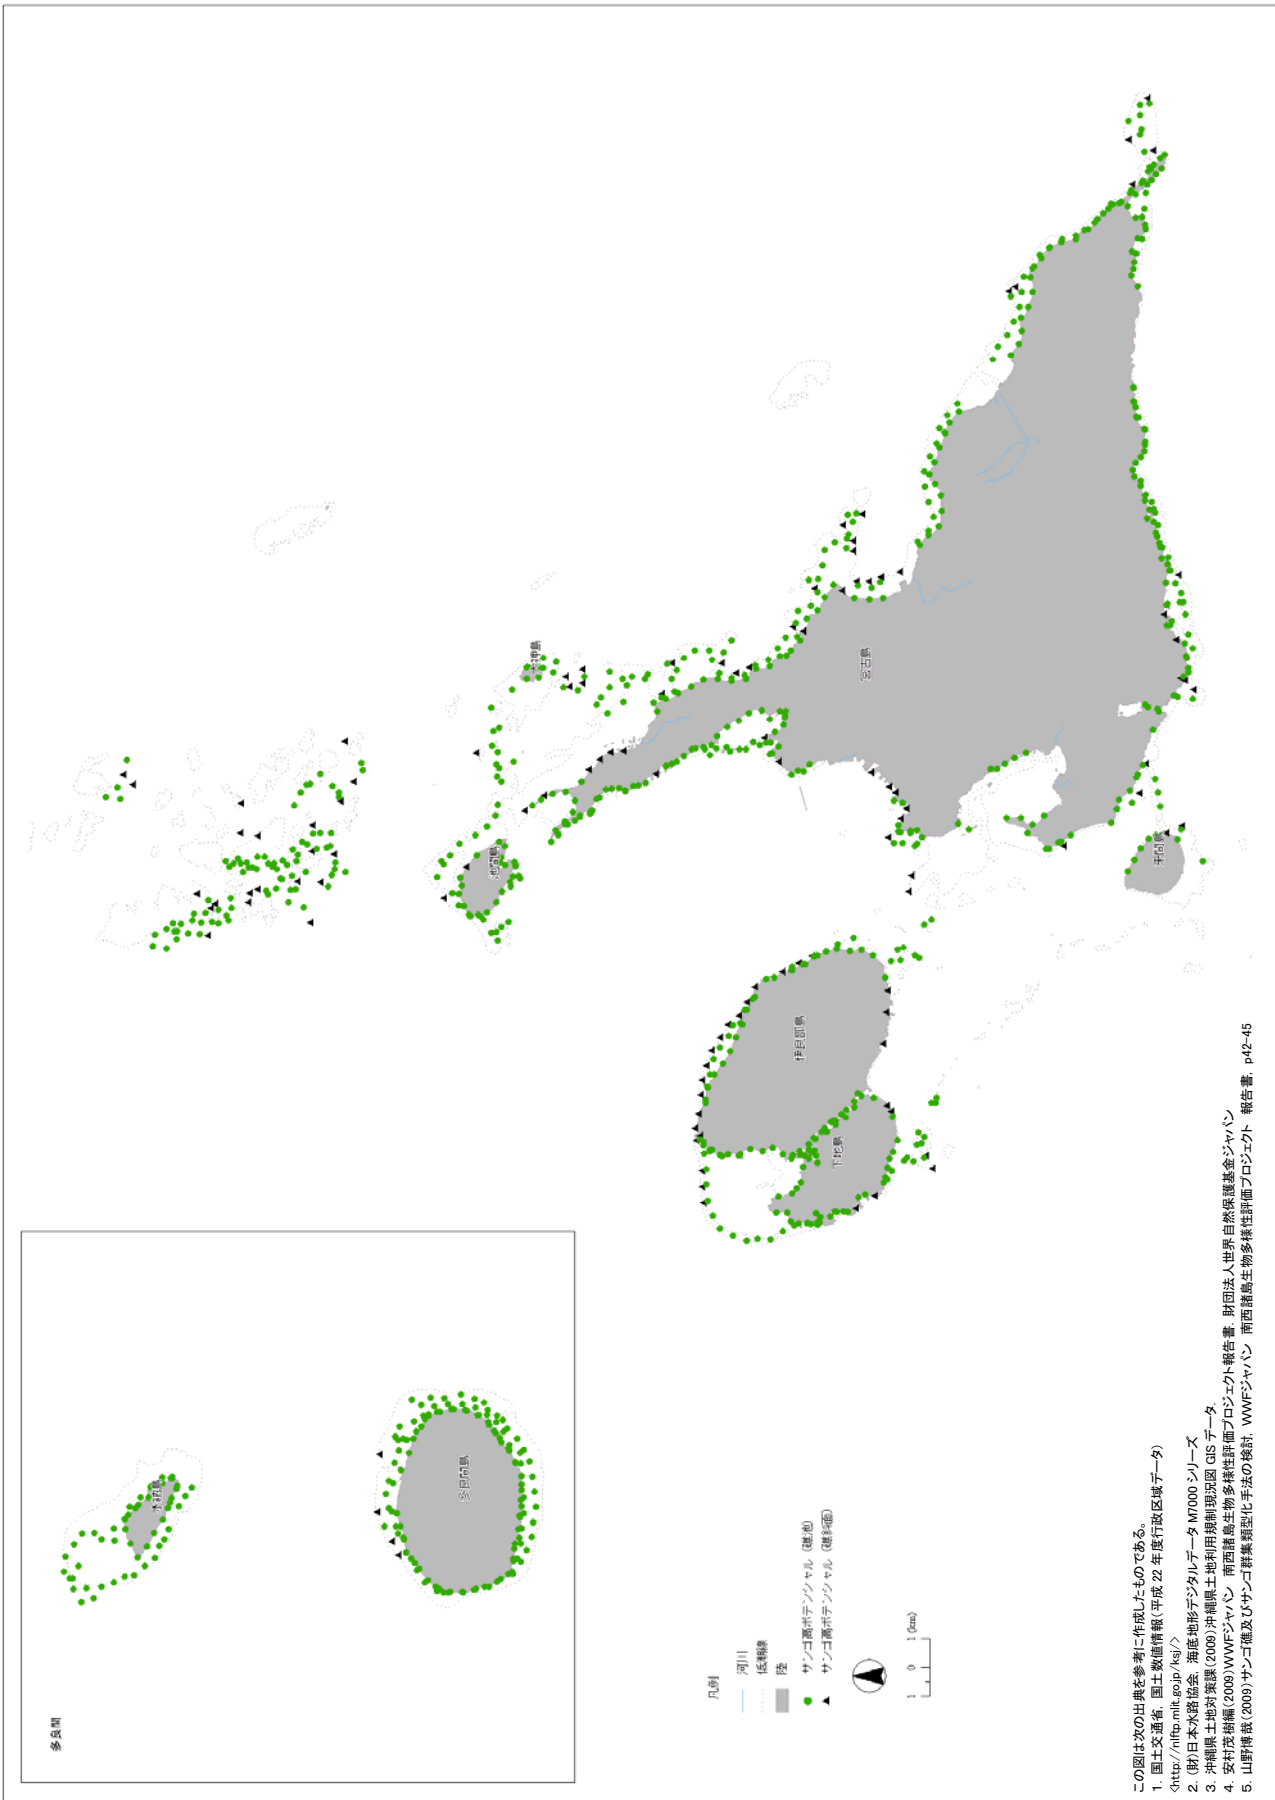 多良間
水納島
多良間島
池間島
大神島
宮古島
伊良部島
下地島
来間島
凡例
河川
低潮線
陸
サンゴ高ポテンシャル (礁池)
サンゴ高ポテンシャル (礁斜面)
1 0 1 (km)
この図は次の出典を参考に作成したものである。
1. 国土交通省. 国土数値情報(平成 22 年度行政区域データ)
<http://nlftp.mlit.go.jp/ksj/>
2. (財)日本水路協会. 海底地形デジタルデータ M7000 シリーズ
3. 沖縄県土地対策課(2009)沖縄県土地利用規制現況図 GIS データ.
4. 安村茂樹編(2009)WWFジャパン 南西諸島生物多様性評価プロジェクト報告書. 財団法人世界自然保護基金ジャパン
5. 山野博哉(2009)サンゴ礁及びサンゴ群集類型化手法の検討. WWFジャパン 南西諸島生物多様性評価プロジェクト 報告書. p42-45